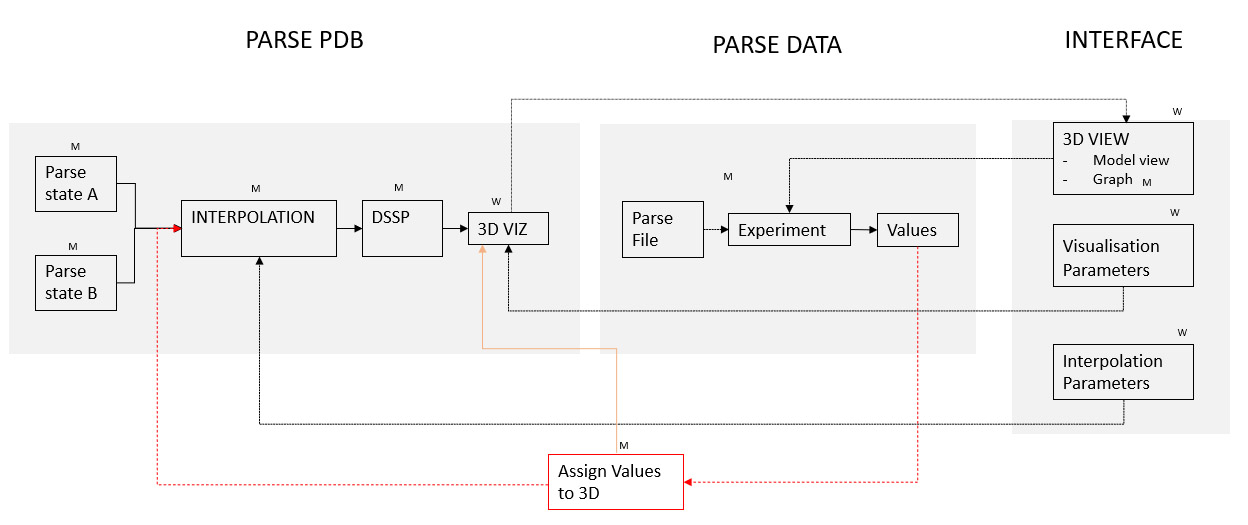 PARSE PDB
PARSE DATA
INTERFACE
M
Parse
state A
M
Parse
state B
M
INTERPOLATION
M
DSSP
W
3D VIZ
M
Parse
File
Experiment
Values
W
3D VIEW
- Model view
- Graph M
W
Visualisation
Parameters
W
Interpolation
Parameters
M
Assign Values
to 3D